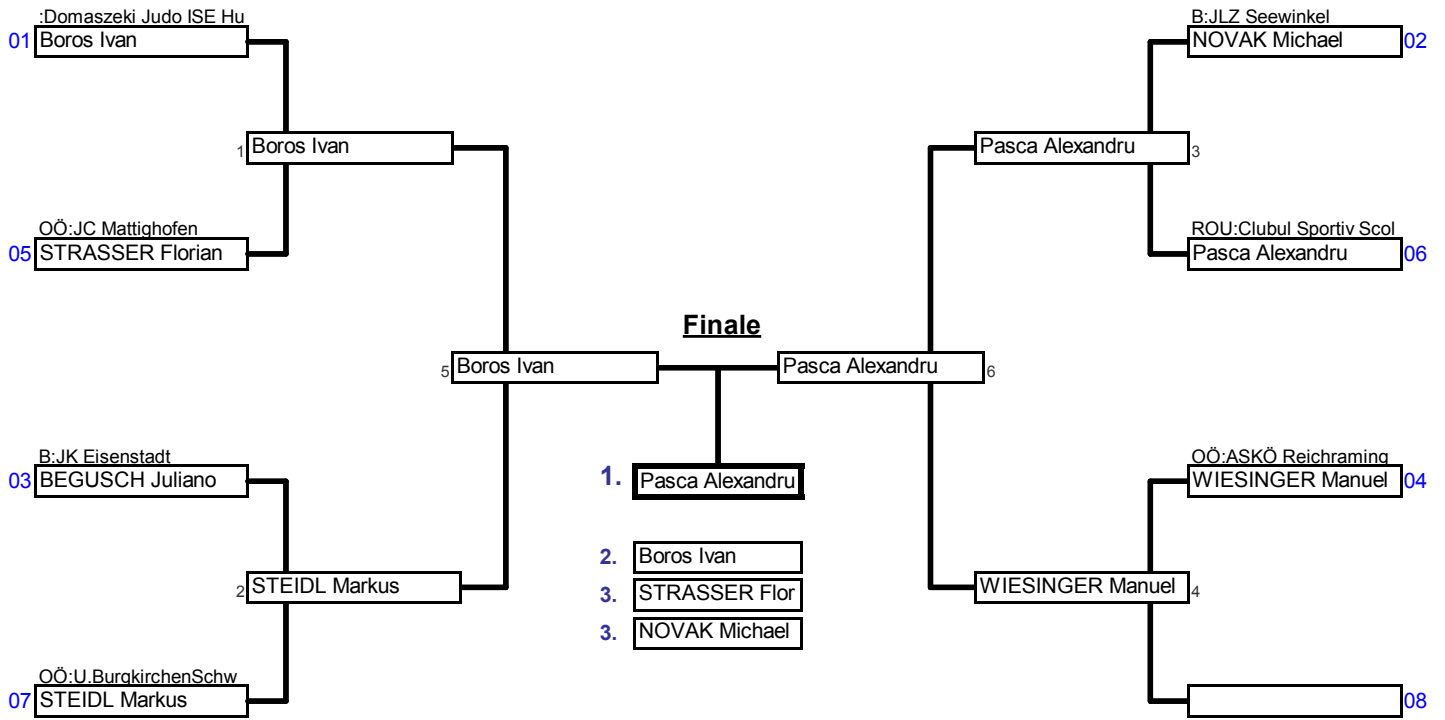 :Domaszeki Judo ISE Hu
01 Boros Ivan
1 Boros Ivan
OÖ:JC Mattighofen
05 STRASSER Florian
5 Boros Ivan
B:JK Eisenstadt
03 BEGUSCH Juliano
2 STEIDL Markus
OÖ:U.BurgkirchenSchw
07 STEIDL Markus
Finale
1. Pasca Alexandru
2. Boros Ivan
3. STRASSER Flor
3. NOVAK Michael
B:JLZ Seewinkel
NOVAK Michael 02
Pasca Alexandru 3
ROU:Clubul Sportiv Scol
Pasca Alexandru 06
Pasca Alexandru 6
OÖ:ASKÖ Reichraming
WIESINGER Manuel 04
WIESINGER Manuel 4
08